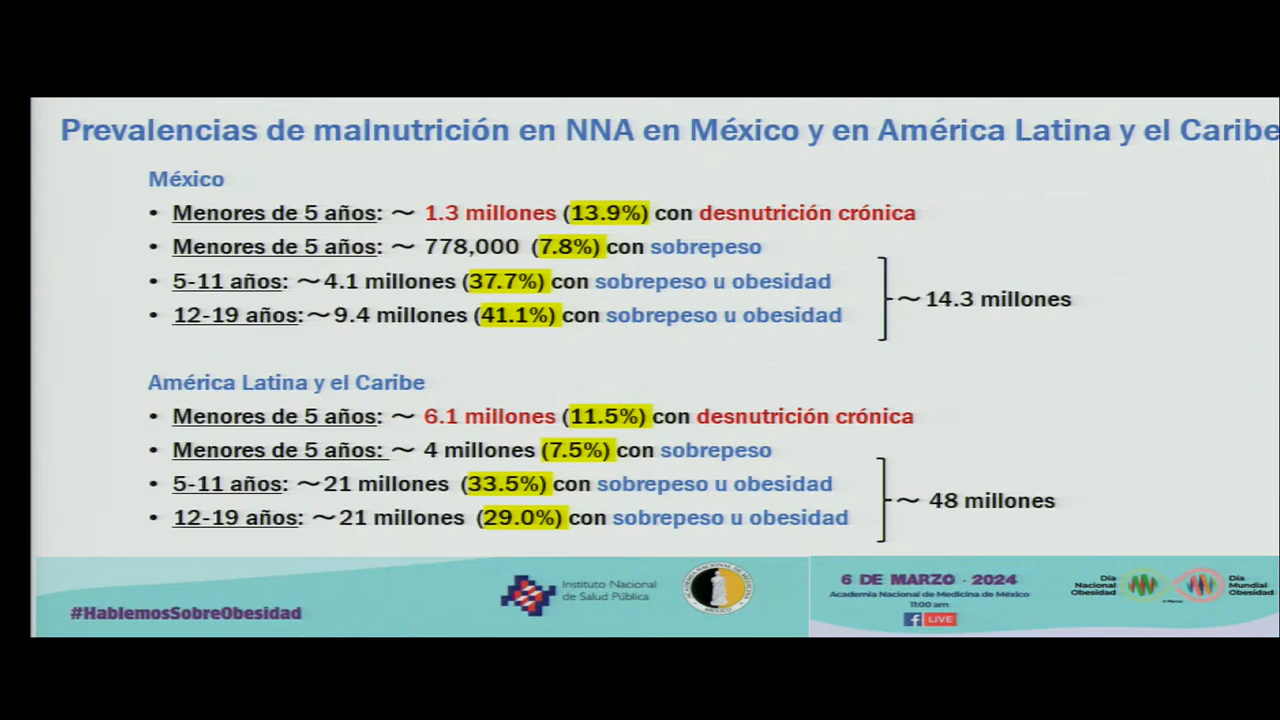 Prevalencias de malnutrición en NNA en México y en América Latina y el Caribe
México
• Menores de 5 años: ~ 1.3 millones (13.9%) con desnutrición crónica
• Menores de 5 años: ~ 778,000 (7.8%) con sobrepeso
• 5-11 años: ~4.1 millones (37.7%) con sobrepeso u obesidad
• 12-19 años:~9.4 millones (41.1%) con sobrepeso u obesidad
~ 14.3 millones
América Latina y el Caribe
• Menores de 5 años: ~ 6.1 millones (11.5%) con desnutrición crónica
• Menores de 5 años: ~ 4 millones (7.5%) con sobrepeso
• 5-11 años: ~21 millones (33.5%) con sobrepeso u obesidad
• 12-19 años: ~21 millones (29.0%) con sobrepeso u obesidad
~ 48 millones
#HablemosSobreObesidad
Instituto Nacional
de Salud Pública
ACADEMIA NACIONAL DE MEDICINA
MÉXICO
6 DE MARZO · 2024
Academia Nacional de Medicina de México
11:00 am
f LIVE
Día
Nacional
Obesidad
Día
Mundial
Obesidad